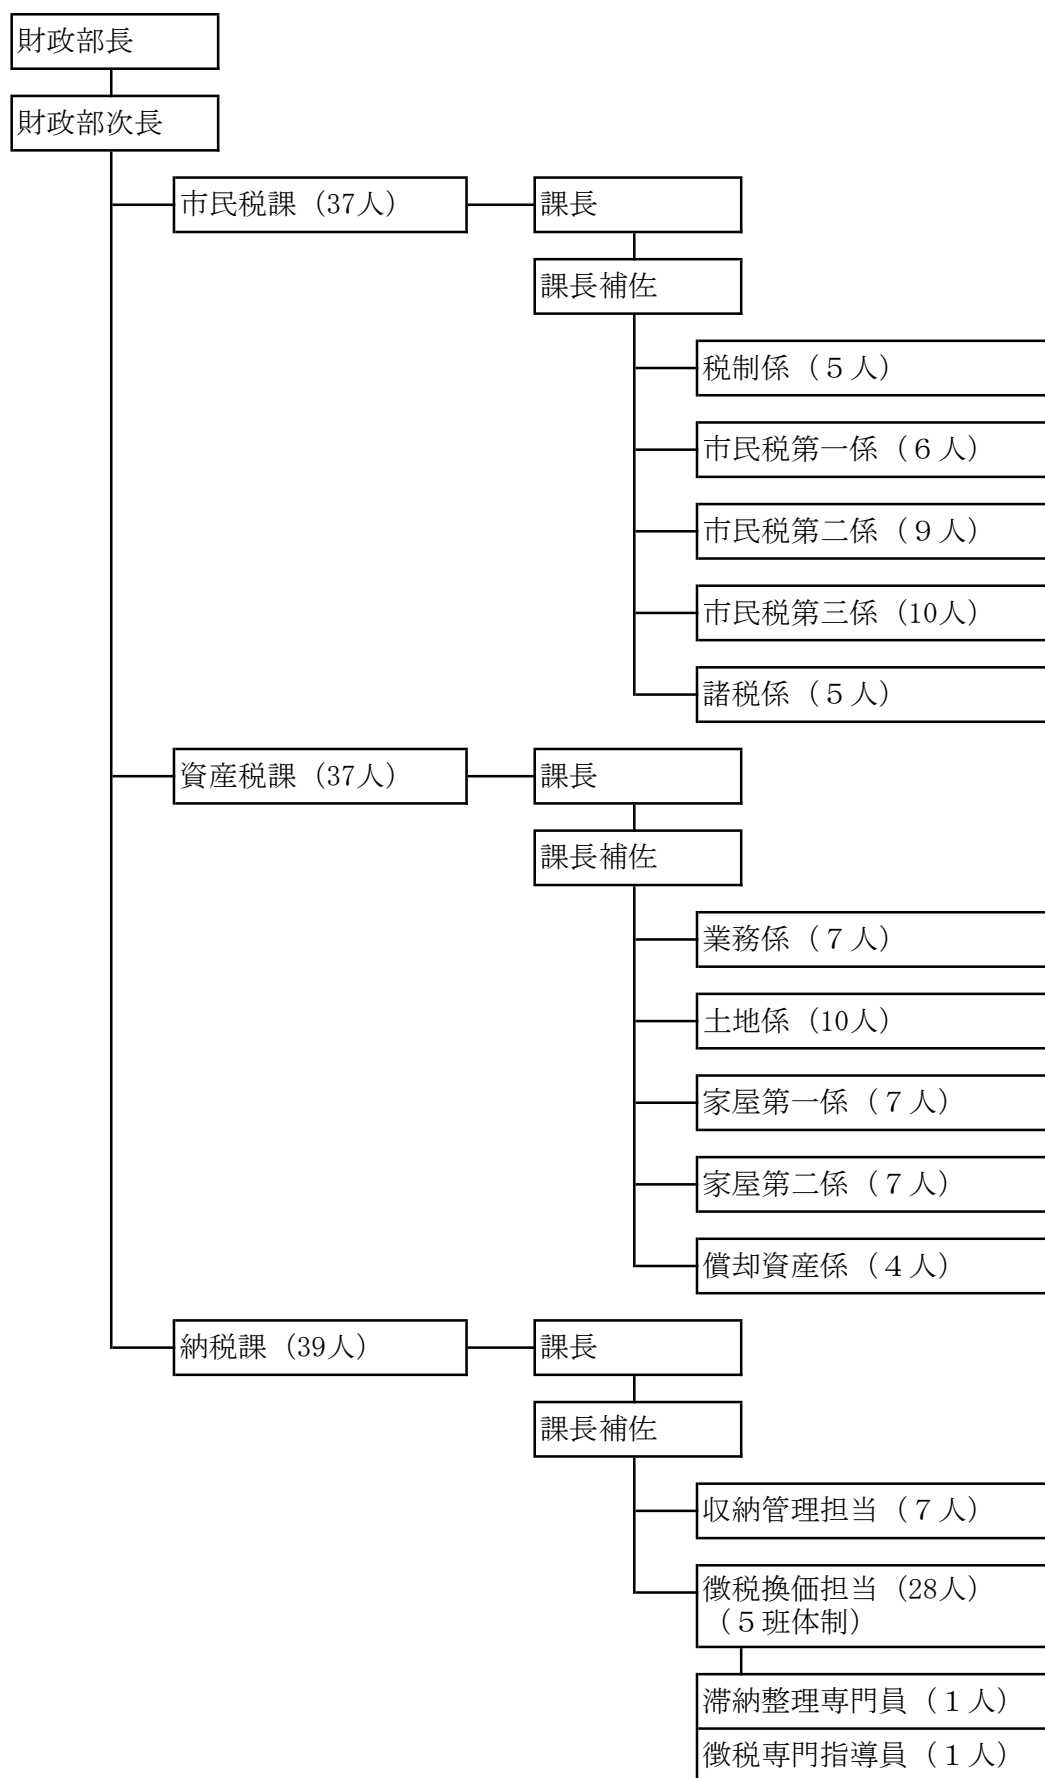 財政部長
財政部次長
市民税課（37人）
課長
課長補佐
税制係（５人）
市民税第一係（６人）
市民税第二係（９人）
市民税第三係（10人）
諸税係（５人）
資産税課（37人）
課長
課長補佐
業務係（７人）
土地係（10人）
家屋第一係（７人）
家屋第二係（７人）
償却資産係（４人）
納税課（39人）
課長
課長補佐
収納管理担当（７人）
徴税換価担当（28人）
（５班体制）
滞納整理専門員（１人）
徴税専門指導員（１人）